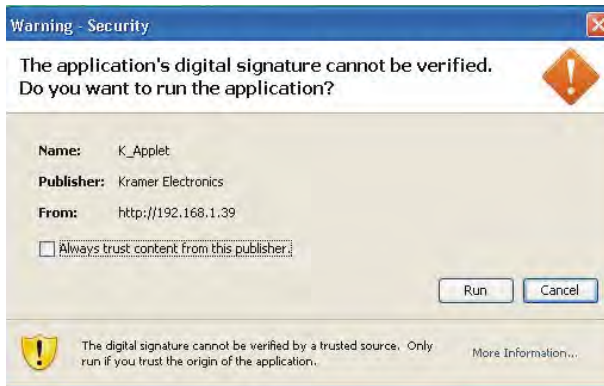 Warning - Security
The application's digital signature cannot be verified.
Do you want to run the application?
Name: K_Applet
Publisher: Kramer Electronics
From: http://192.168.1.39
Always trust content from this publisher.
Run Cancel
The digital signature cannot be verified by a trusted source. Only
run if you trust the origin of the application.
More Information...